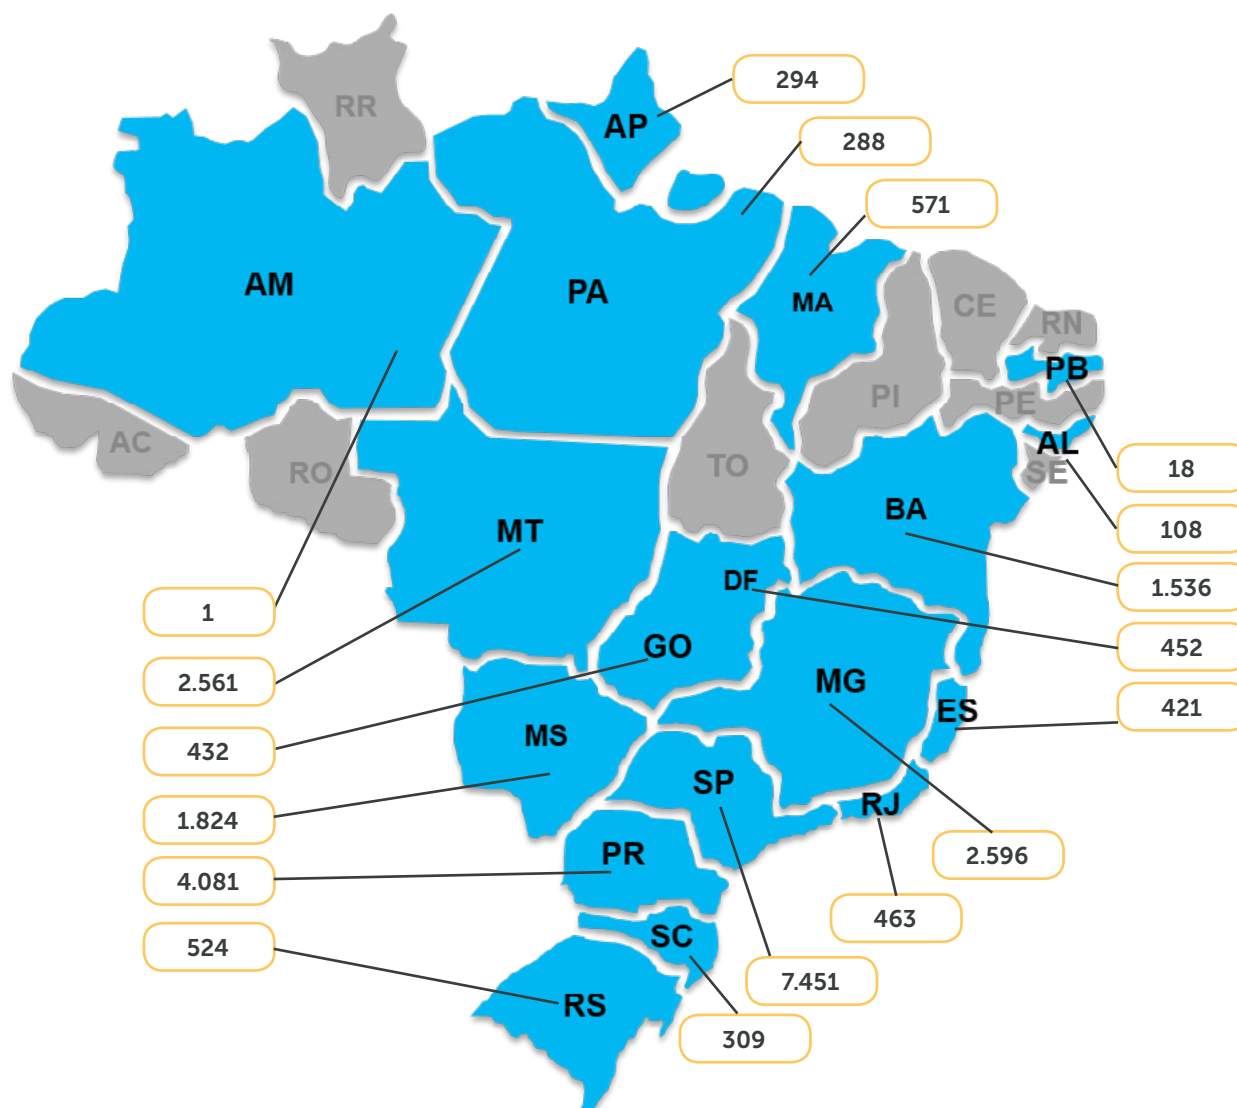 294
RR
AP
288
571
AM
PA
MA
CE
RN
PB
PI
PE
AC
RO
TO
AL
SE
18
BA
108
MT
DF
1.536
1
GO
452
2.561
MG
ES
421
432
MS
SP
RJ
1.824
PR
2.596
4.081
463
524
SC
7.451
RS
309